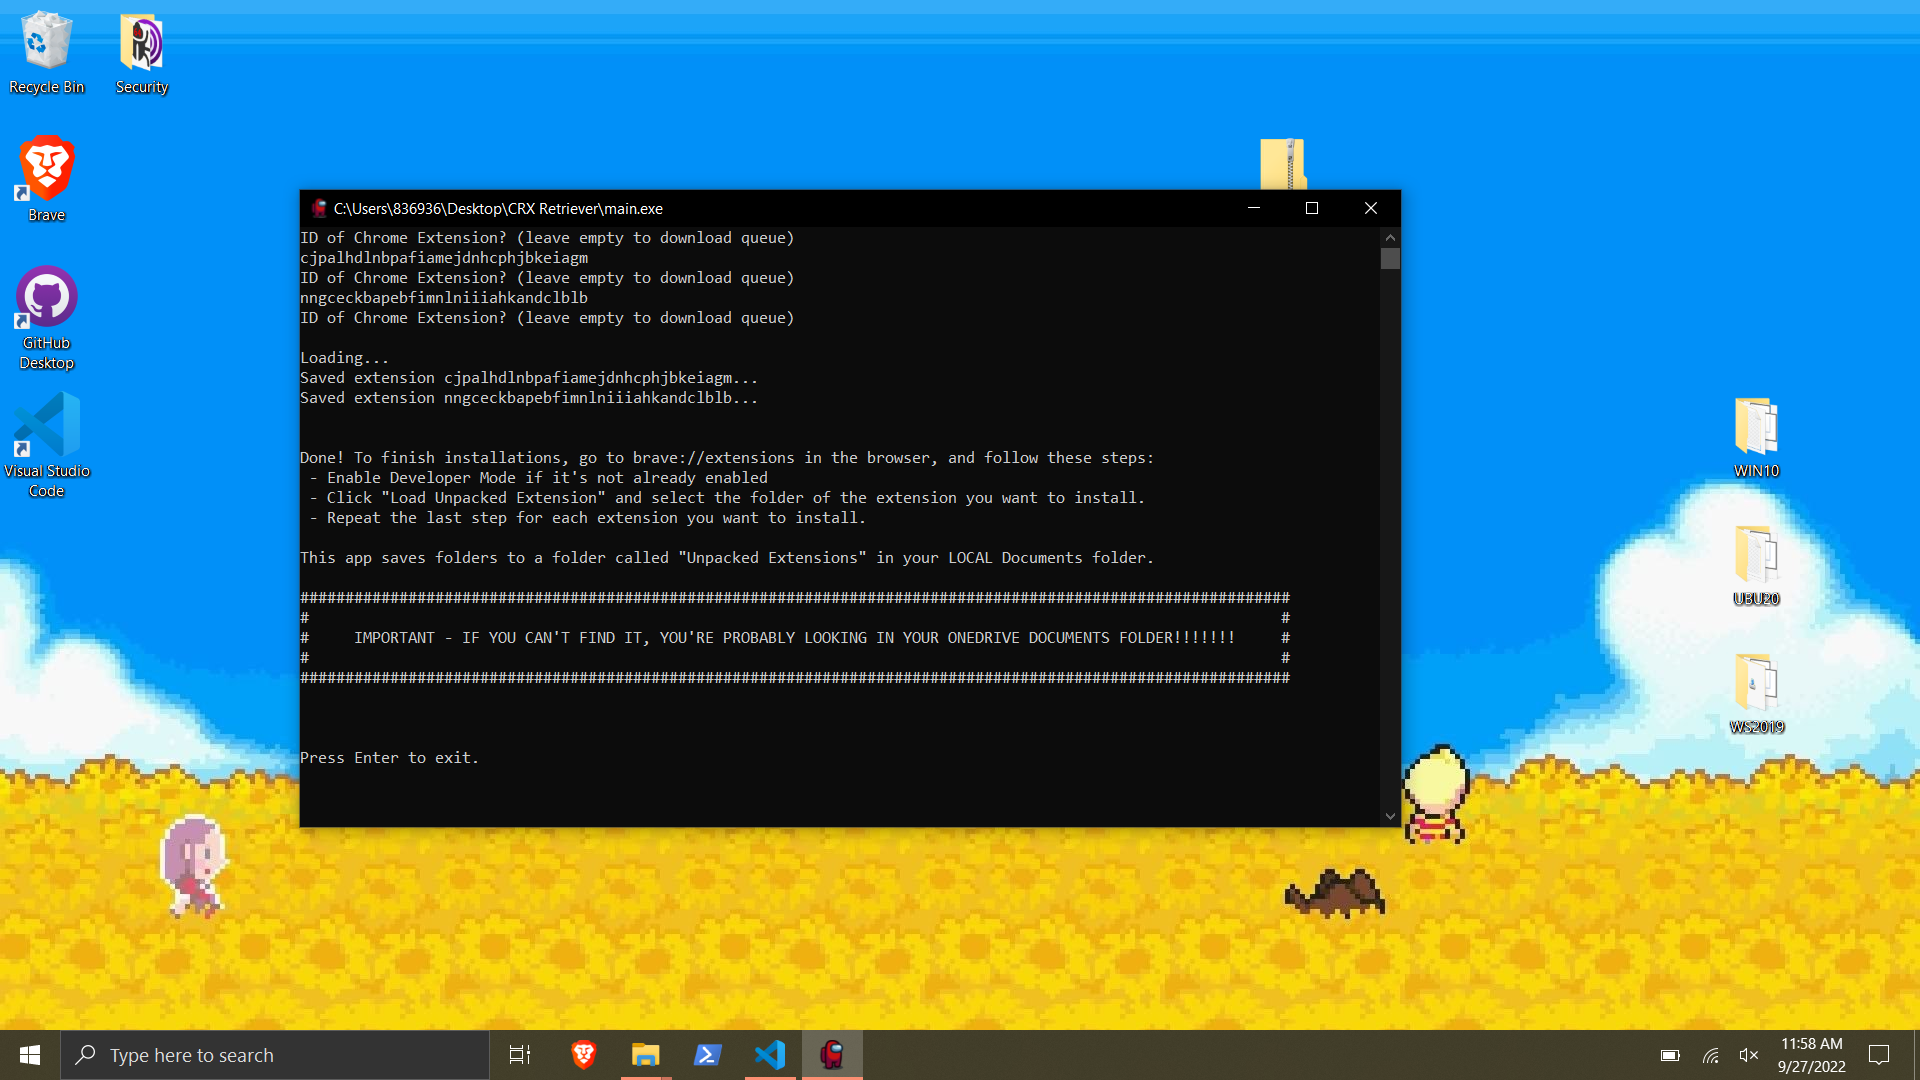 Recycle Bin
Security
Brave
GitHub
Desktop
Visual Studio
Code
C:\Users\836936\Desktop\CRX Retriever\main.exe
ID of Chrome Extension? (leave empty to download queue)
cjpalhdlnbpafiamejdnhcphjbkeiagm
ID of Chrome Extension? (leave empty to download queue)
nngceckbapebfimnlniiiahkandclblb
ID of Chrome Extension? (leave empty to download queue)
Loading...
Saved extension cjpalhdlnbpafiamejdnhcphjbkeiagm...
Saved extension nngceckbapebfimnlniiiahkandclblb...
Done! To finish installations, go to brave://extensions in the browser, and follow these steps:
- Enable Developer Mode if it's not already enabled
- Click "Load Unpacked Extension" and select the folder of the extension you want to install.
- Repeat the last step for each extension you want to install.
This app saves folders to a folder called "Unpacked Extensions" in your LOCAL Documents folder.
##############################################################################################################
# #
# IMPORTANT - IF YOU CAN'T FIND IT, YOU'RE PROBABLY LOOKING IN YOUR ONEDRIVE DOCUMENTS FOLDER!!!!!!! #
# #
##############################################################################################################
Press Enter to exit.
WIN10
UBU20
WS2019
Type here to search
11:58 AM
9/27/2022